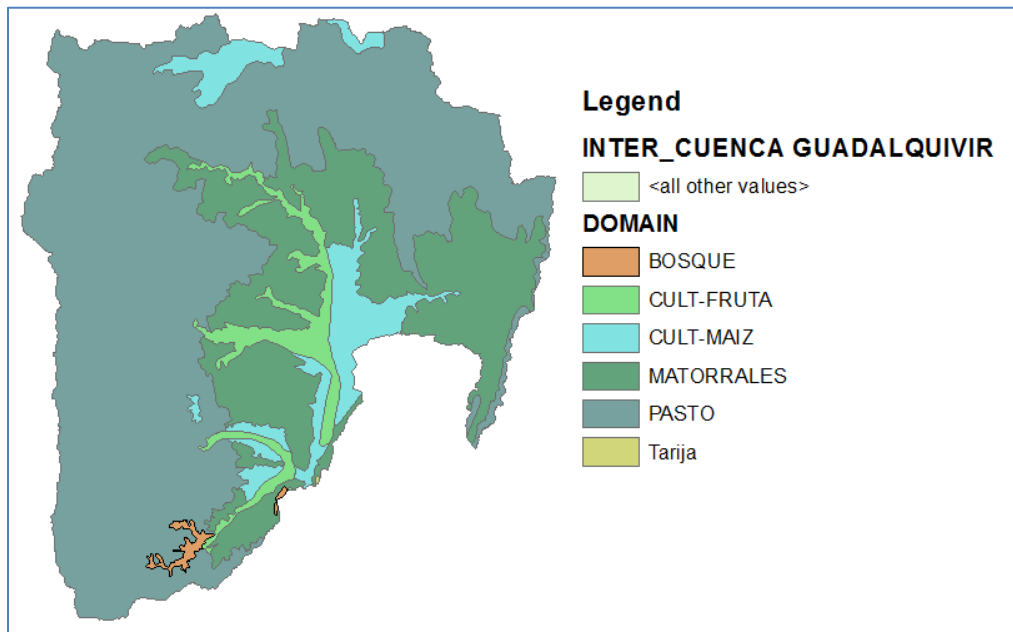 Legend
INTER_CUENCA GUADALQUIVIR
<all other values>
DOMAIN
BOSQUE
CULT-FRUTA
CULT-MAIZ
MATORRALES
PASTO
Tarija